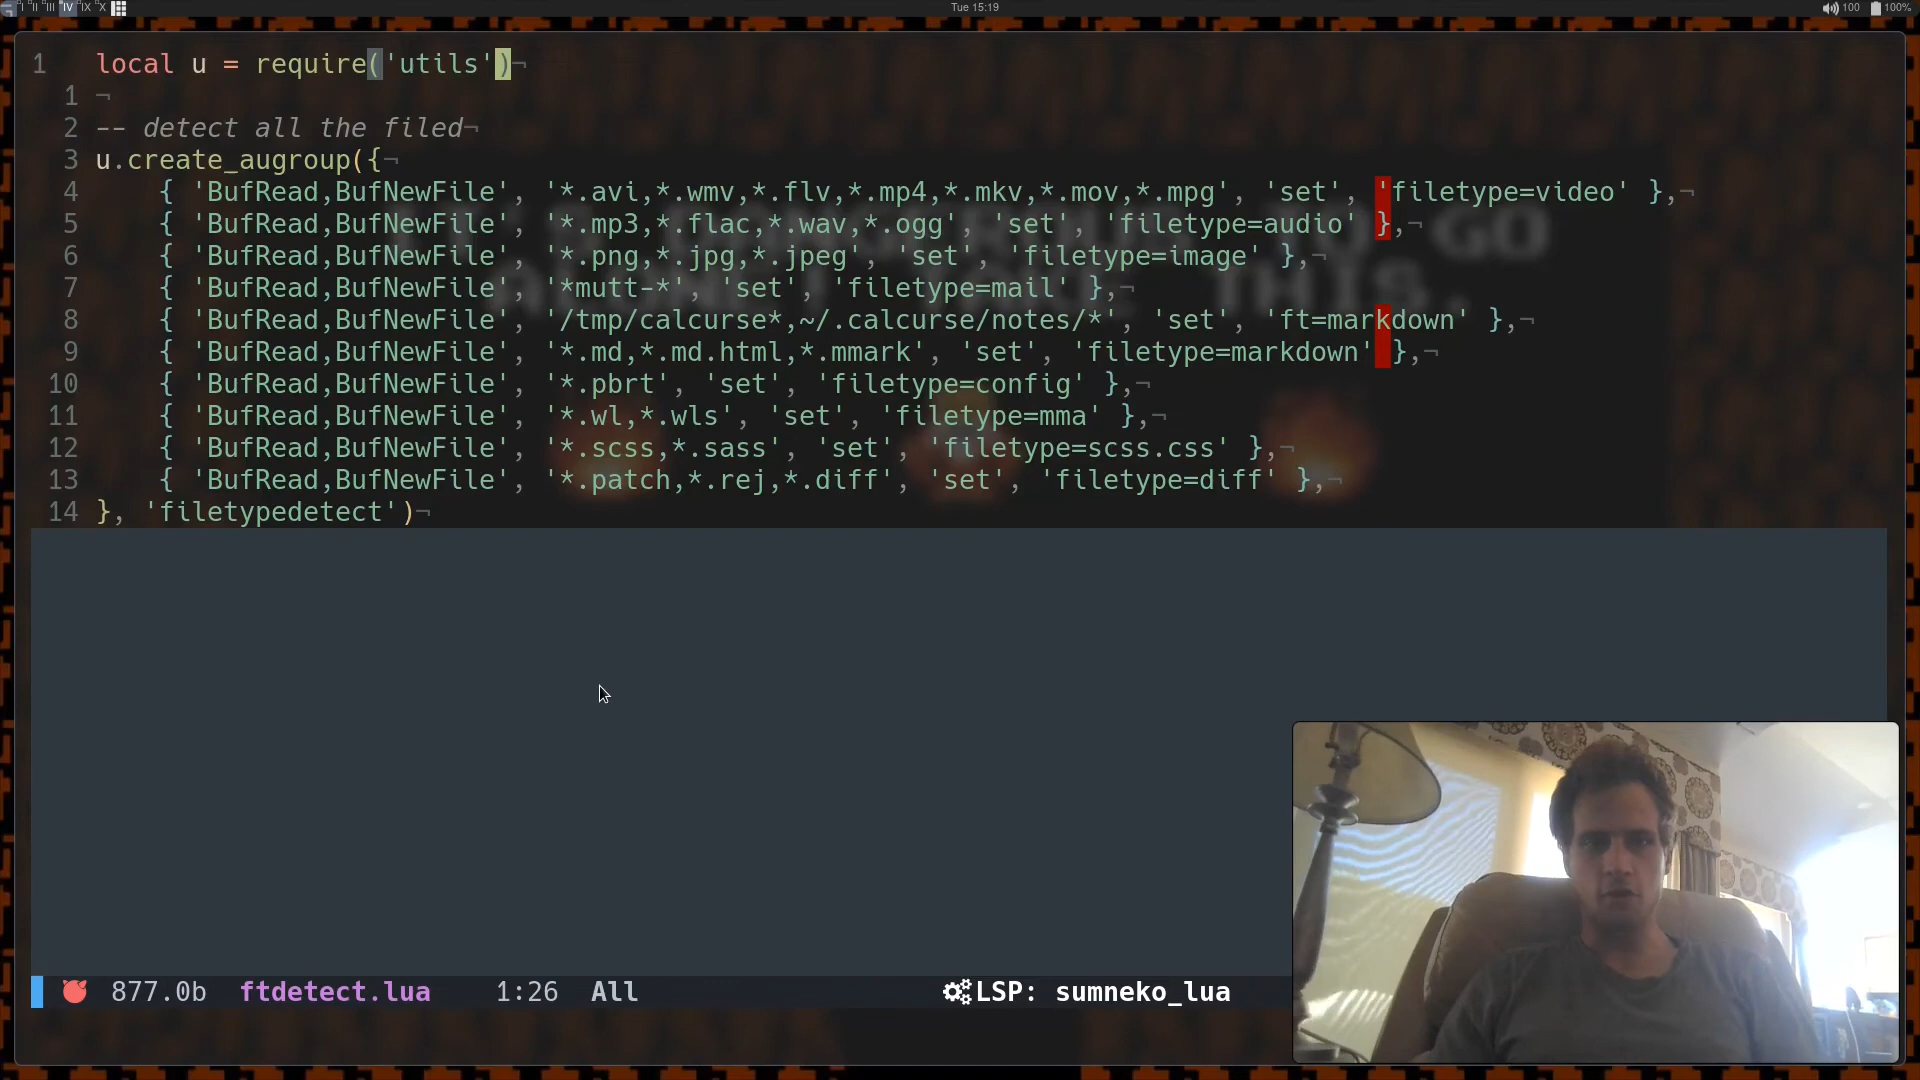 I II III IV IX X
Tue 15:19
100 100%
1 local u = require('utils')¬
1 ¬
2 -- detect all the filed¬
3 u.create_augroup({¬
4 { 'BufRead,BufNewFile', '*.avi,*.wmv,*.flv,*.mp4,*.mkv,*.mov,*.mpg', 'set', 'filetype=video' },¬
5 { 'BufRead,BufNewFile', '*.mp3,*.flac,*.wav,*.ogg', 'set', 'filetype=audio' },¬
6 { 'BufRead,BufNewFile', '*.png,*.jpg,*.jpeg', 'set', 'filetype=image' },¬
7 { 'BufRead,BufNewFile', '*mutt-*', 'set', 'filetype=mail' },¬
8 { 'BufRead,BufNewFile', '/tmp/calcurse*,~/.calcurse/notes/*', 'set', 'ft=markdown' },¬
9 { 'BufRead,BufNewFile', '*.md,*.md.html,*.mmark', 'set', 'filetype=markdown' },¬
10 { 'BufRead,BufNewFile', '*.pbrt', 'set', 'filetype=config' },¬
11 { 'BufRead,BufNewFile', '*.wl,*.wls', 'set', 'filetype=mma' },¬
12 { 'BufRead,BufNewFile', '*.scss,*.sass', 'set', 'filetype=scss.css' },¬
13 { 'BufRead,BufNewFile', '*.patch,*.rej,*.diff', 'set', 'filetype=diff' },¬
14 }, 'filetypedetect')¬
877.0b ftdetect.lua 1:26 All LSP: sumneko_lua